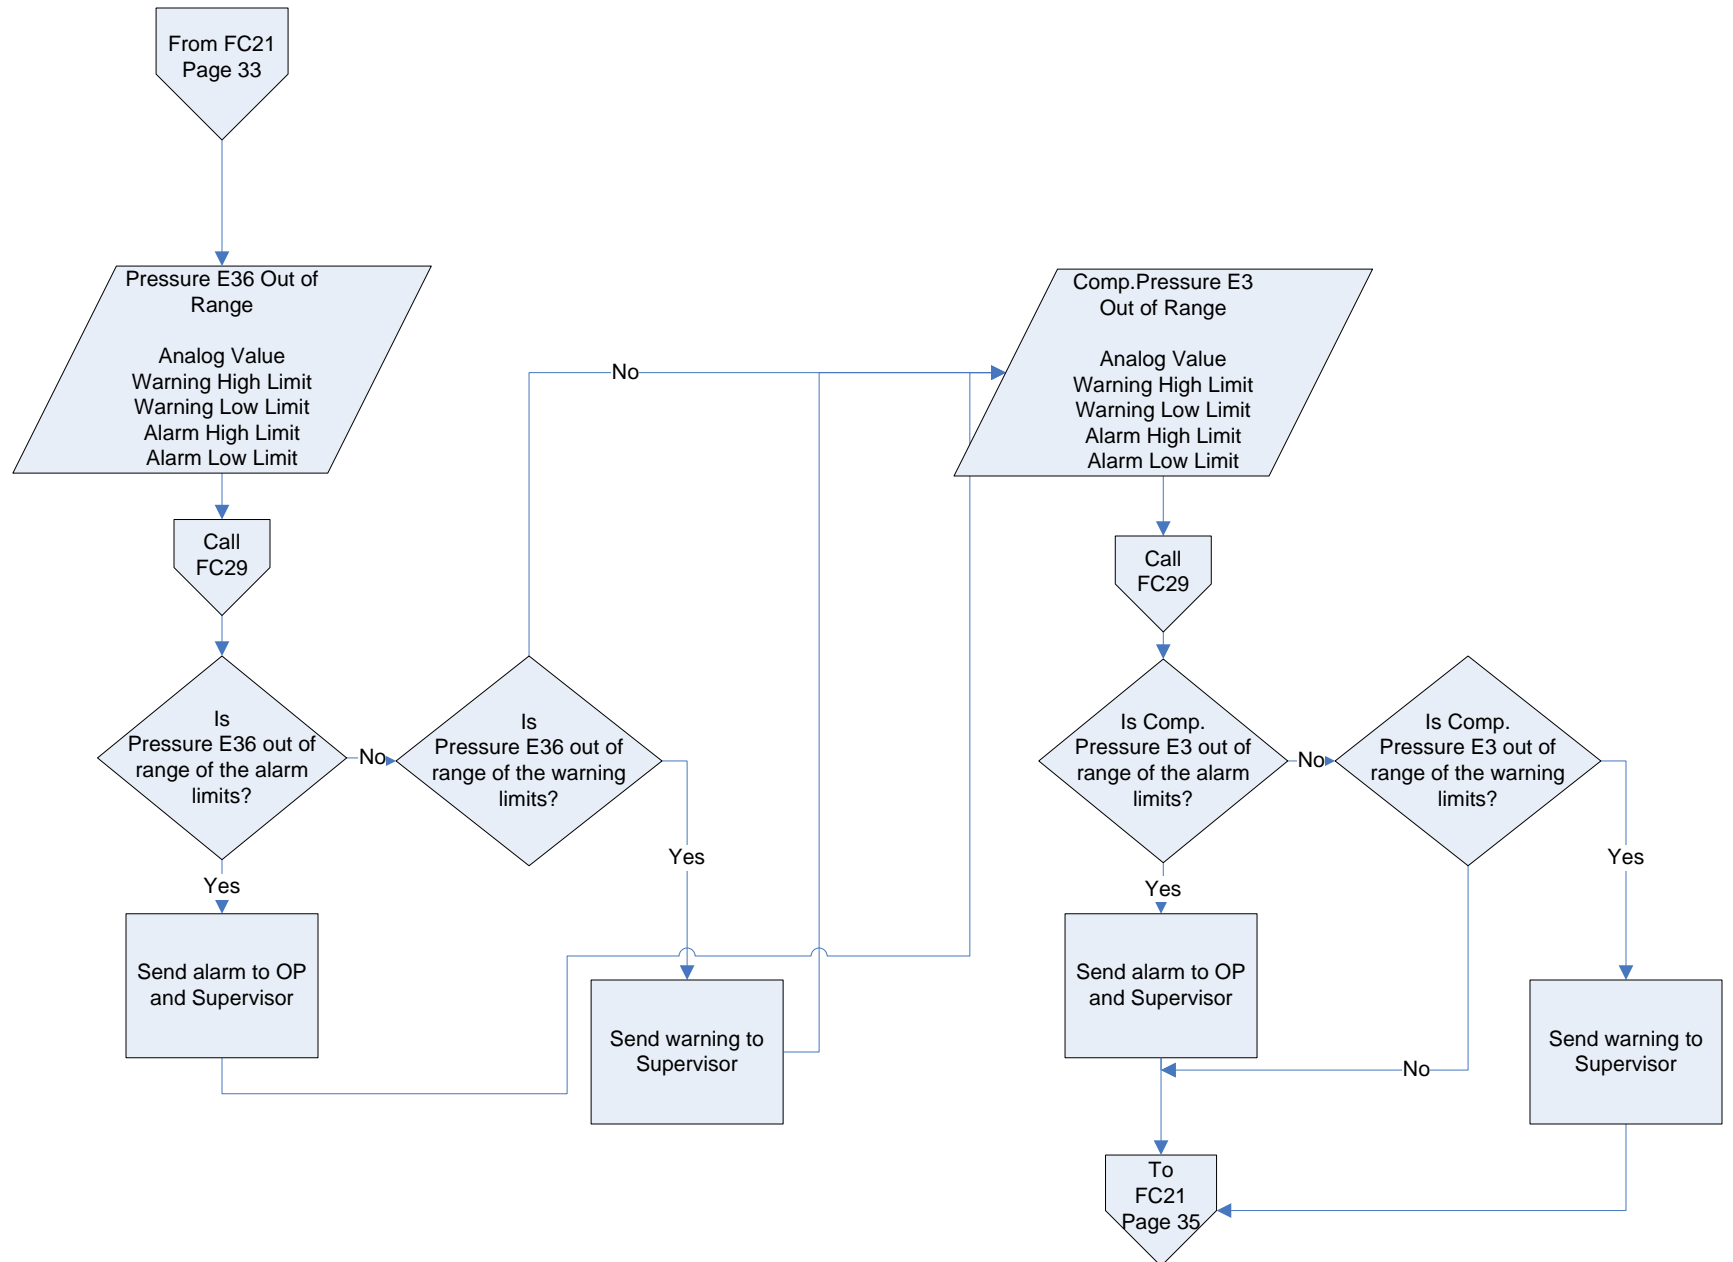 From FC21
Page 33
Pressure E36 Out of
Range
Analog Value
Warning High Limit
Warning Low Limit
Alarm High Limit
Alarm Low Limit
Call
FC29
Is
Pressure E36 out of
range of the alarm
limits?
No
Is
Pressure E36 out of
range of the warning
limits?
No
Yes
Yes
Send alarm to OP
and Supervisor
Send warning to
Supervisor
Comp.Pressure E3
Out of Range
Analog Value
Warning High Limit
Warning Low Limit
Alarm High Limit
Alarm Low Limit
Call
FC29
Is Comp.
Pressure E3 out of
range of the alarm
limits?
No
Is Comp.
Pressure E3 out of
range of the warning
limits?
Yes
Yes
Send alarm to OP
and Supervisor
Send warning to
Supervisor
No
To
FC21
Page 35